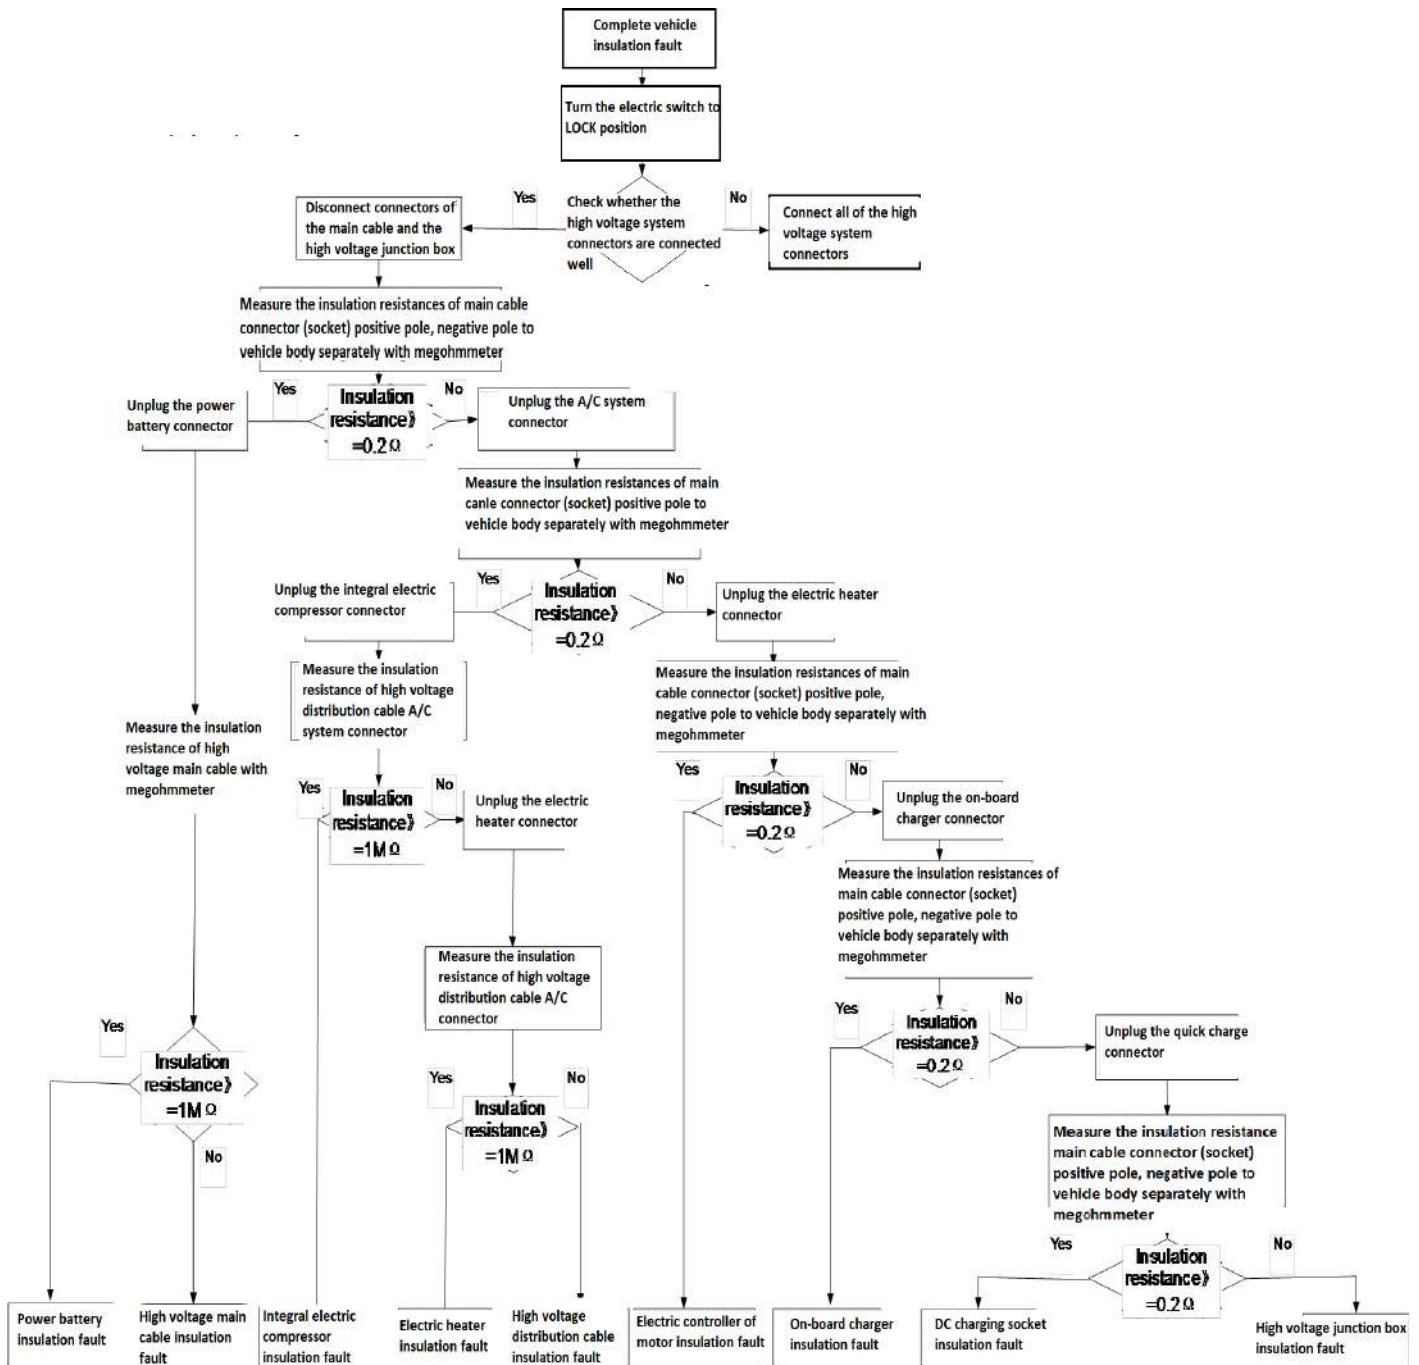 Complete vehicle
insulation fault
Turn the electric switch to
LOCK position
Yes
Check whether the
high voltage system
connectors are connected
well
No
Disconnect connectors of
the main cable and the
high voltage junction box
Connect all of the high
voltage system
connectors
Measure the insulation resistances of main cable
connector (socket) positive pole, negative pole to
vehicle body separately with megohmmeter
Yes
Insulation
resistance》
=0.2Ω
No
Unplug the power
battery connector
Unplug the A/C system
connector
Measure the insulation resistances of main
canle connector (socket) positive pole to
vehicle body separately with megohmmeter
Yes
Insulation
resistance》
=0.2Ω
No
Unplug the integral electric
compressor connector
Unplug the electric heater
connector
Measure the insulation
resistance of high voltage
distribution cable A/C
system connector
Measure the insulation resistances of main
cable connector (socket) positive pole,
negative pole to vehicle body separately with
megohmmeter
Measure the insulation
resistance of high
voltage main cable with
megohmmeter
Yes
Insulation
resistance》
=1MΩ
No
Unplug the electric
heater connector
Yes
Insulation
resistance》
=0.2Ω
No
Unplug the on-board
charger connector
Measure the insulation resistances of
main cable connector (socket)
positive pole, negative pole to
vehicle body separately with
megohmmeter
Measure the insulation
resistance of high voltage
distribution cable A/C
connector
Yes
Insulation
resistance》
=0.2Ω
No
Unplug the quick charge
connector
Yes
Insulation
resistance》
=1MΩ
No
Yes
Insulation
resistance》
=1MΩ
No
Measure the insulation resistance
main cable connector (socket)
positive pole, negative pole to
vehicle body separately with
megohmmeter
Yes
Insulation
resistance》
=0.2Ω
No
Power battery
insulation fault
High voltage main
cable insulation
fault
Integral electric
compressor
insulation fault
Electric heater
insulation fault
High voltage
distribution cable
insulation fault
Electric controller of
motor insulation fault
On-board charger
insulation fault
DC charging socket
insulation fault
High voltage junction box
insulation fault